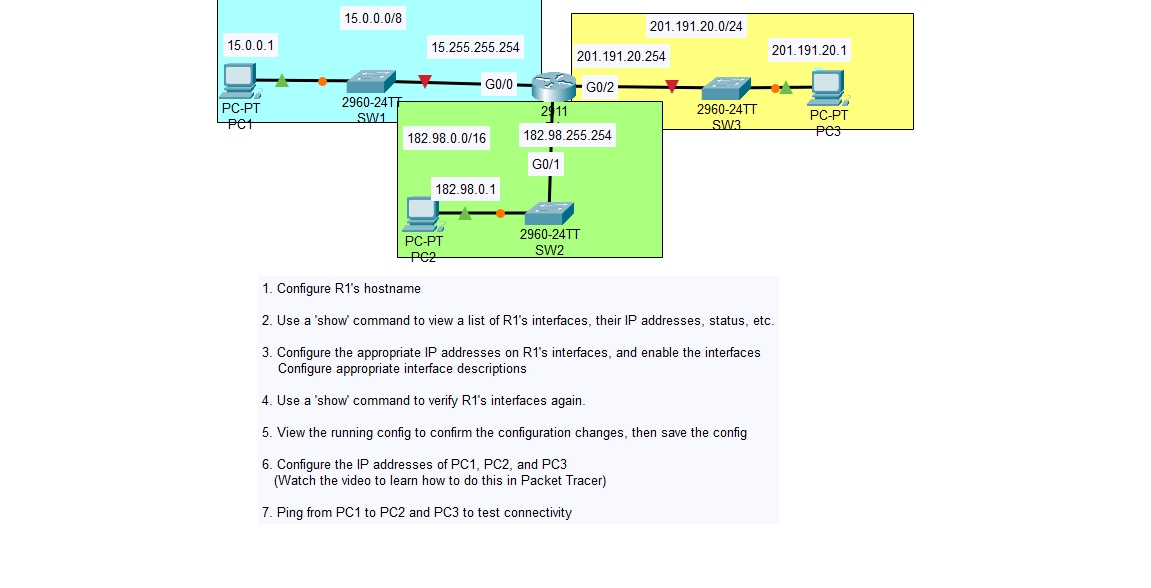 15.0.0.0/8
201.191.20.0/24
15.0.0.1
15.255.255.254
201.191.20.254
201.191.20.1
G0/0
G0/2
PC-PT
PC1
2960-24TT
SW1
2911
2960-24TT
SW3
PC-PT
PC3
182.98.0.0/16
182.98.255.254
G0/1
182.98.0.1
PC-PT
PC2
2960-24TT
SW2
1. Configure R1's hostname
2. Use a 'show' command to view a list of R1's interfaces, their IP addresses, status, etc.
3. Configure the appropriate IP addresses on R1's interfaces, and enable the interfaces
Configure appropriate interface descriptions
4. Use a 'show' command to verify R1's interfaces again.
5. View the running config to confirm the configuration changes, then save the config
6. Configure the IP addresses of PC1, PC2, and PC3
(Watch the video to learn how to do this in Packet Tracer)
7. Ping from PC1 to PC2 and PC3 to test connectivity